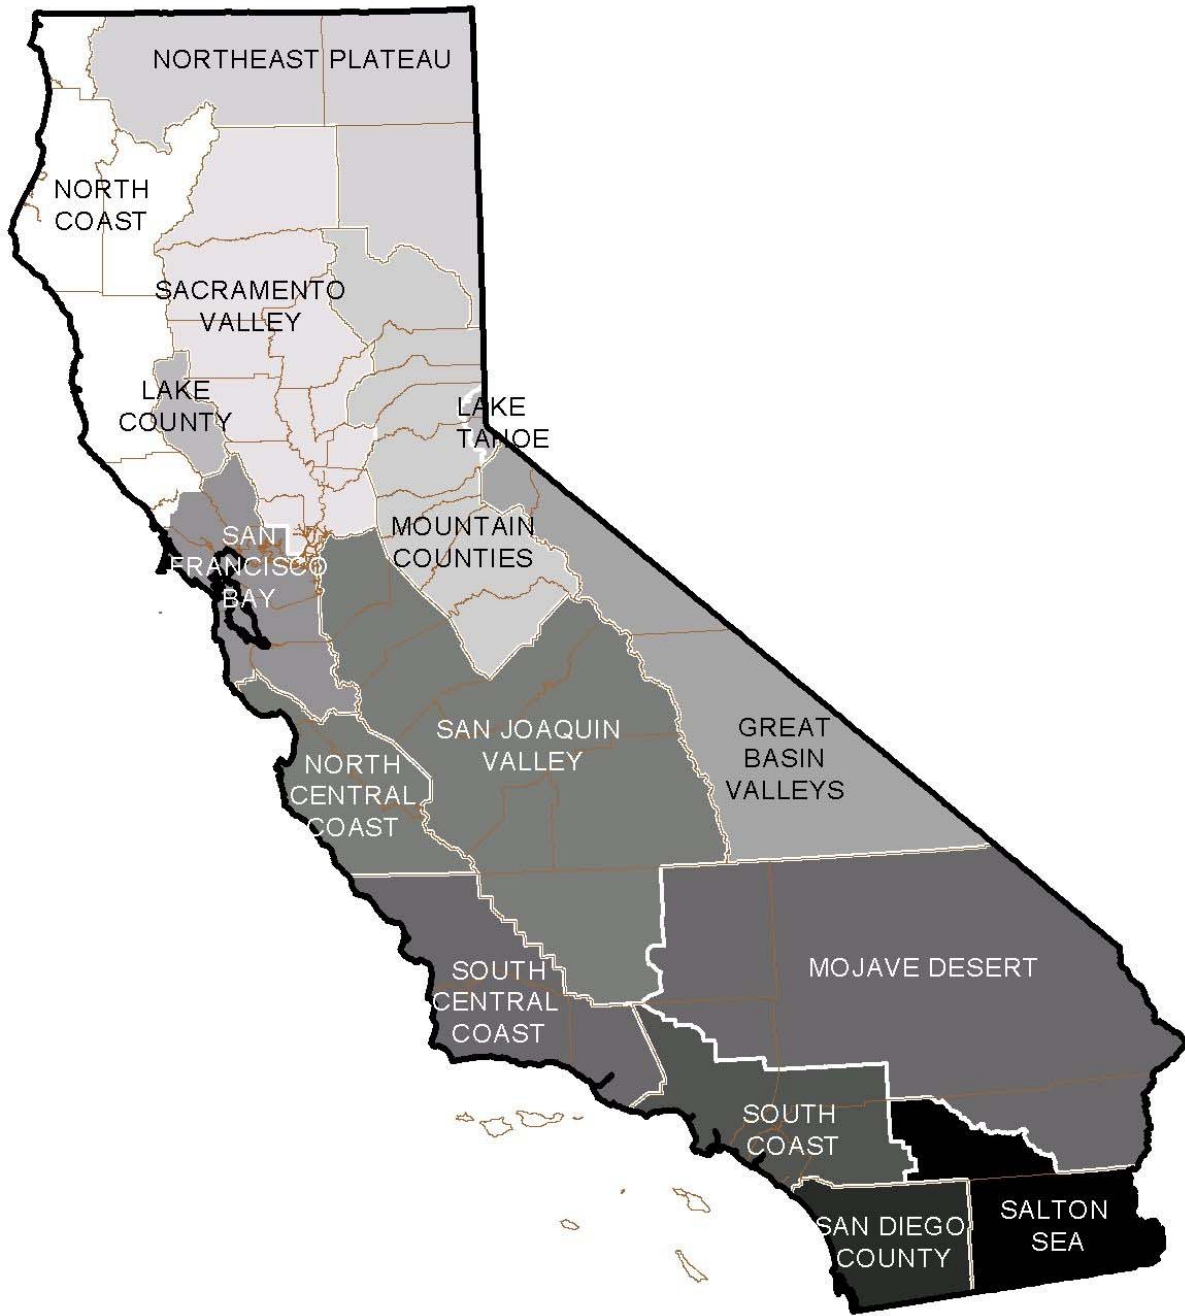 NORTHEAST PLATEAU
NORTH
COAST
SACRAMENTO
VALLEY
LAKE
COUNTY
LAKE
TAHOE
MOUNTAIN
COUNTIES
SAN
FRANCISCO
BAY
SAN JOAQUIN
VALLEY
GREAT
BASIN
VALLEYS
NORTH
CENTRAL
COAST
MOJAVE DESERT
SOUTH
CENTRAL
COAST
SOUTH
COAST
SALTON
SEA
SAN DIEGO
COUNTY